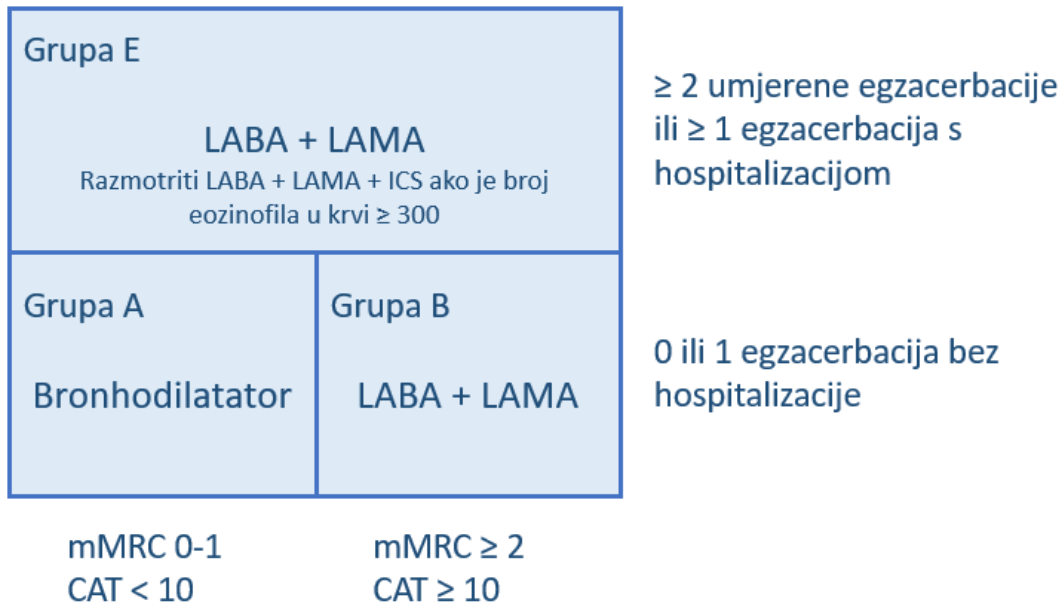 Grupa E
LABA + LAMA
Razmotriti LABA + LAMA + ICS ako je broj
eozinofila u krvi ≥ 300
≥ 2 umjerene egzacerbacije
ili ≥ 1 egzacerbacija s
hospitalizacijom
Grupa A
Bronhodilatator
Grupa B
LABA + LAMA
0 ili 1 egzacerbacija bez
hospitalizacije
mMRC 0-1
CAT < 10
mMRC ≥ 2
CAT ≥ 10